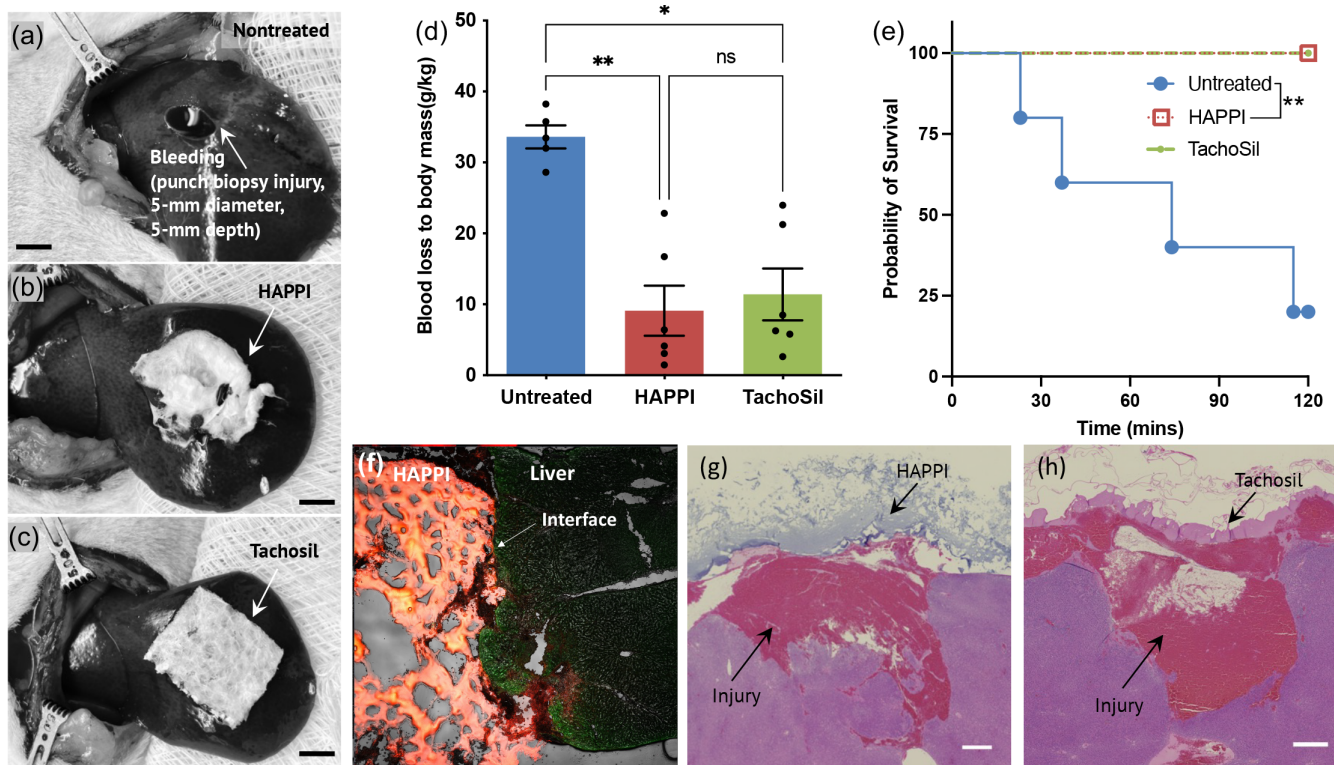 (a)
Nontreated
Bleeding
(punch biopsy injury,
5-mm diameter,
5-mm depth)
(b)
HAPPI
(c)
Tachosil
(d)
Blood loss to body mass(g/kg)
50
40
30
20
10
0
*
**
ns
Untreated
HAPPI
TachoSil
(e)
Probability of Survival
100
75
50
25
0
Untreated
HAPPI
TachoSil
**
0
30
60
90
120
Time (mins)
(f)
HAPPI
Liver
Interface
(g)
HAPPI
Injury
(h)
Tachosil
Injury